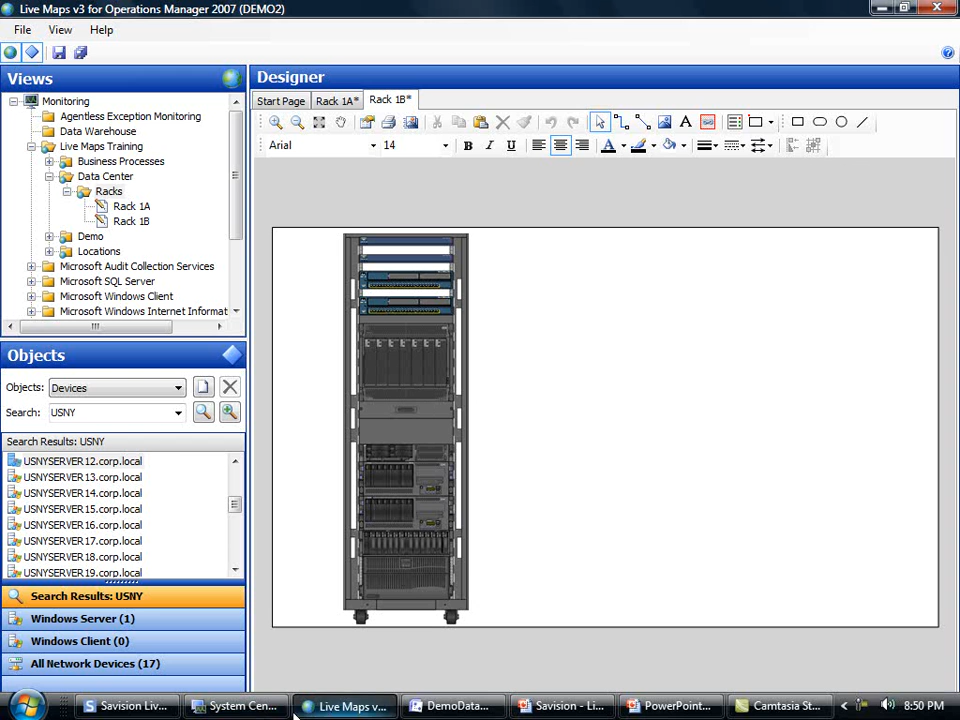 Live Maps v3 for Operations Manager 2007 (DEMO2)
File View Help
Views
Monitoring
Agentless Exception Monitoring
Data Warehouse
Live Maps Training
Business Processes
Data Center
Racks
Rack 1A
Rack 1B
Demo
Locations
Microsoft Audit Collection Services
Microsoft SQL Server
Microsoft Windows Client
Microsoft Windows Internet Informat
Objects
Objects: Devices
Search: USNY
Search Results: USNY
USNYSERVER12.corp.local
USNYSERVER13.corp.local
USNYSERVER14.corp.local
USNYSERVER15.corp.local
USNYSERVER16.corp.local
USNYSERVER17.corp.local
USNYSERVER18.corp.local
USNYSERVER19.corp.local
Search Results: USNY
Windows Server (1)
Windows Client (0)
All Network Devices (17)
Designer
Start Page Rack 1A* Rack 1B*
Arial 14 B I U A
Savision Liv... System Cen... Live Maps v... DemoData... Savision - Li... PowerPoint... Camtasia St... 8:50 PM